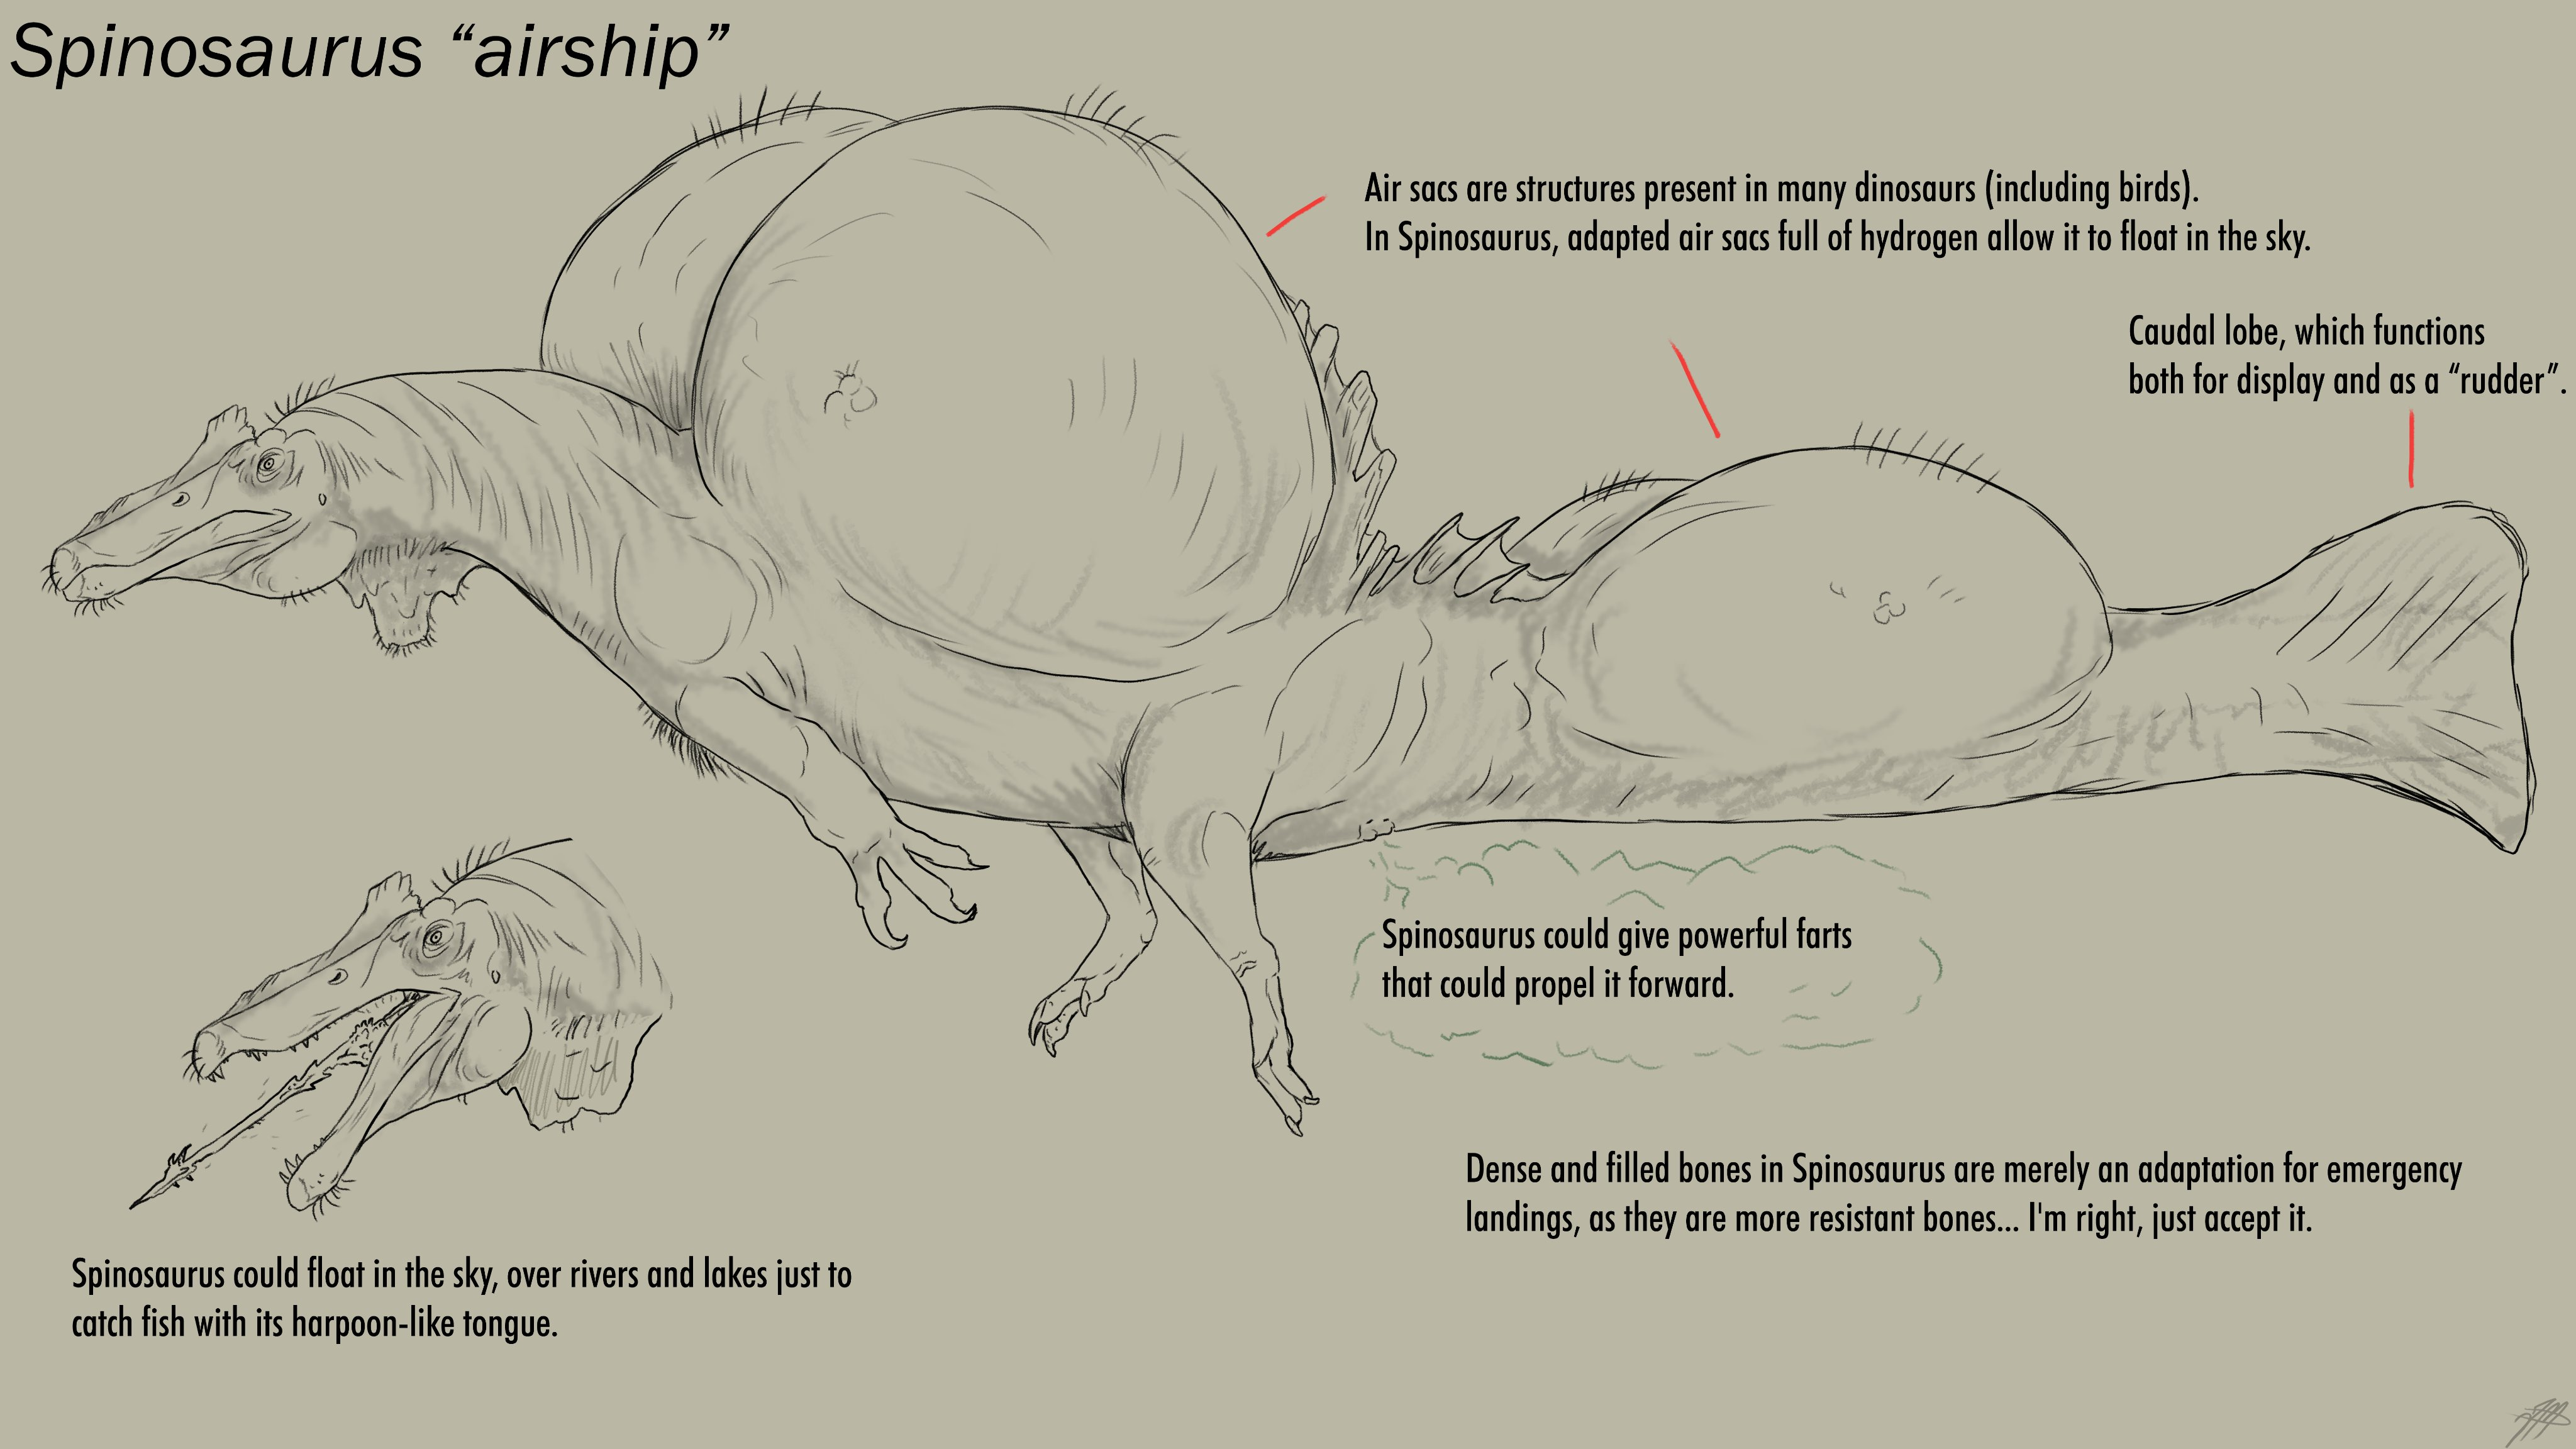 Spinosaurus “airship”
Air sacs are structures present in many dinosaurs (including birds).
In Spinosaurus, adapted air sacs full of hydrogen allow it to float in the sky.
Caudal lobe, which functions
both for display and as a “rudder”.
Spinosaurus could give powerful farts
that could propel it forward.
Dense and filled bones in Spinosaurus are merely an adaptation for emergency
landings, as they are more resistant bones... I'm right, just accept it.
Spinosaurus could float in the sky, over rivers and lakes just to
catch fish with its harpoon-like tongue.